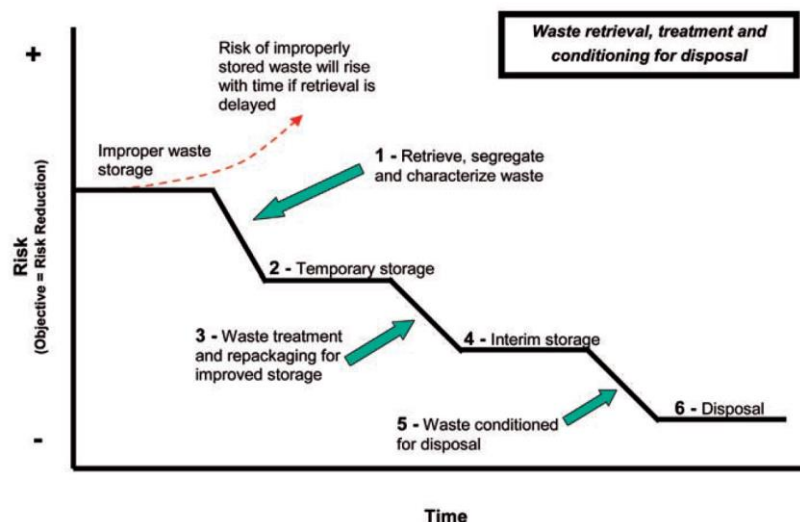 Waste retrieval, treatment and
conditioning for disposal
+
Risk of improperly
stored waste will rise
with time if retrieval is
delayed
Improper waste
storage
1 - Retrieve, segregate
and characterize waste
Risk
(Objective = Risk Reduction)
2 - Temporary storage
3 - Waste treatment
and repackaging for
improved storage
4 - Interim storage
5 - Waste conditioned
for disposal
6 - Disposal
-
Time